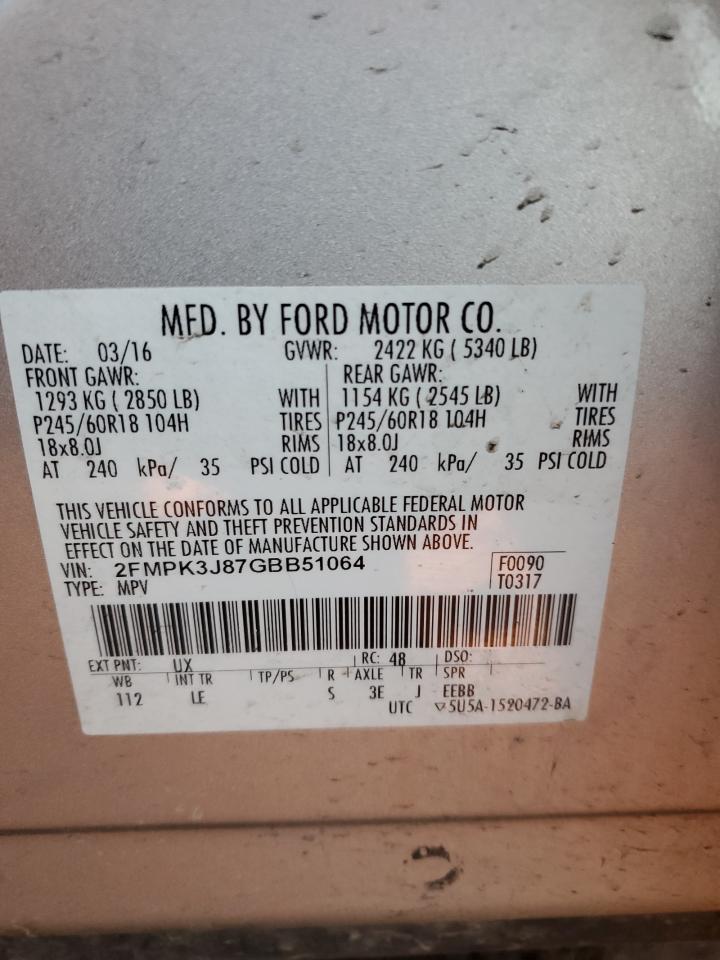 MFD. BY FORD MOTOR CO.
DATE: 03/16 GVWR: 2422 KG ( 5340 LB)
FRONT GAWR: REAR GAWR:
1293 KG ( 2850 LB) WITH 1154 KG ( 2545 LB) WITH
P245/60R18 104H TIRES P245/60R18 104H TIRES
18x8.0J RIMS 18x8.0J RIMS
AT 240 kPa/ 35 PSI COLD AT 240 kPa/ 35 PSI COLD
THIS VEHICLE CONFORMS TO ALL APPLICABLE FEDERAL MOTOR
VEHICLE SAFETY AND THEFT PREVENTION STANDARDS IN
EFFECT ON THE DATE OF MANUFACTURE SHOWN ABOVE.
VIN: 2FMPK3J87GBB51064 F0090
TYPE: MPV T0317
EXT PNT: UX RC: 48 DSO:
WB INT TR TP/PS R AXLE TR SPR
112 LE S 3E J EEBB
UTC ▽5U5A-1520472-BA